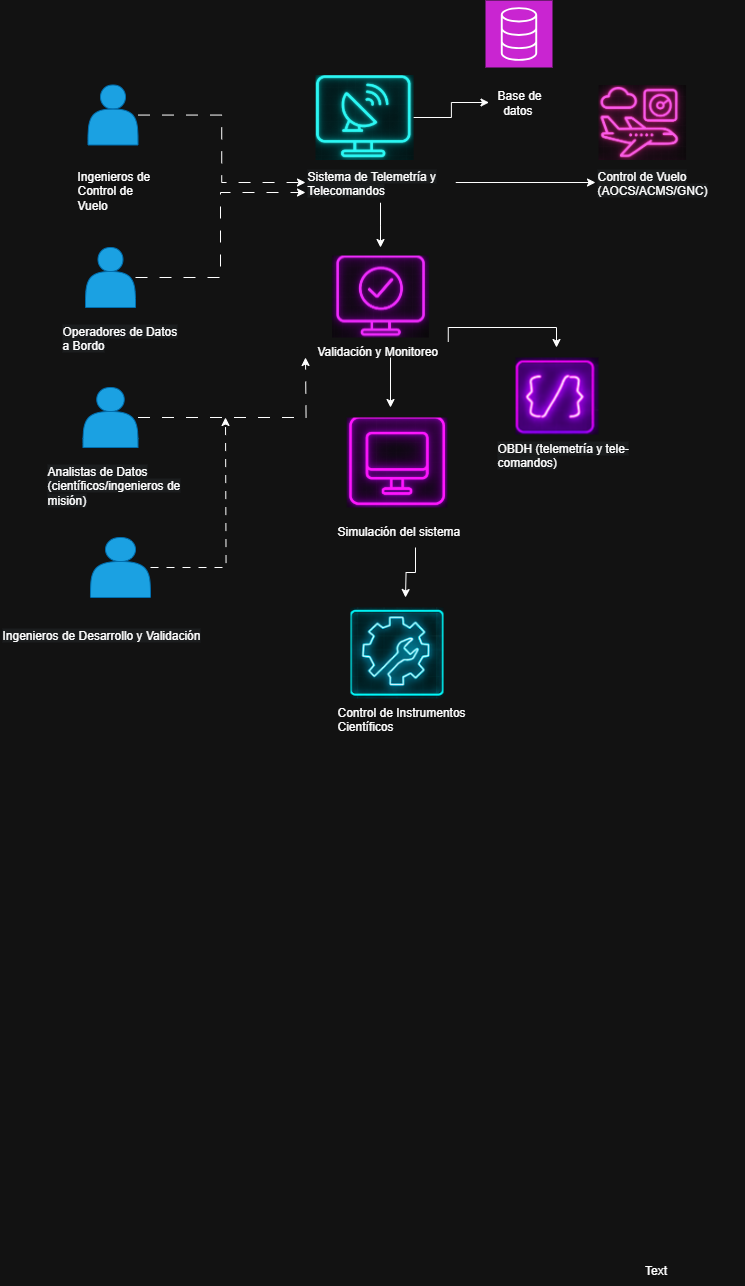 Base de
datos
Ingenieros de
Control de
Vuelo
Sistema de Telemetría y
Telecomandos
Control de Vuelo
(AOCS/ACMS/GNC)
Operadores de Datos
a Bordo
Validación y Monitoreo
OBDH (telemetría y tele-
comandos)
Analistas de Datos
(científicos/ingenieros de
misión)
Simulación del sistema
Ingenieros de Desarrollo y Validación
Control de Instrumentos
Científicos
Text